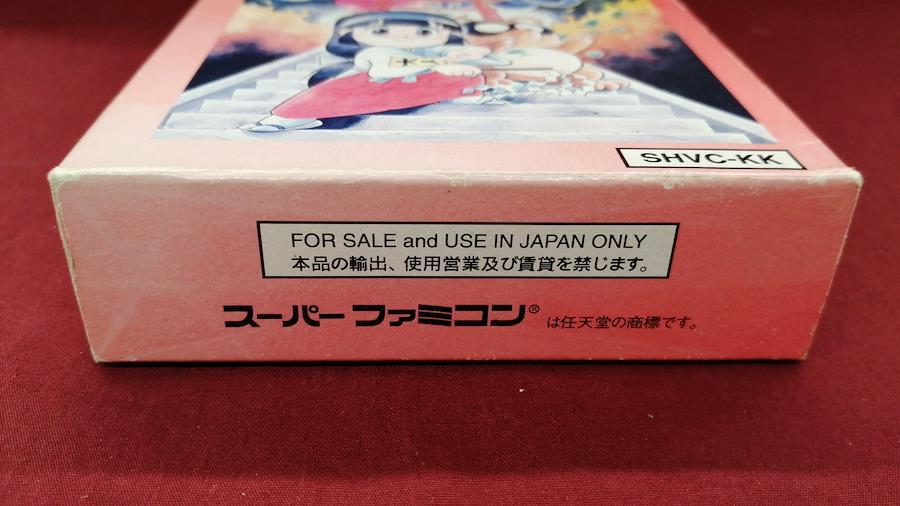 SHVC-KK
FOR SALE and USE IN JAPAN ONLY
本品の輸出、使用営業及び賃貸を禁じます。
スーパーファミコン® は任天堂の商標です。